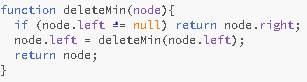 function deleteMin(node){
  if (node.left == null) return node.right;
  node.left = deleteMin(node.left);
  return node;
}